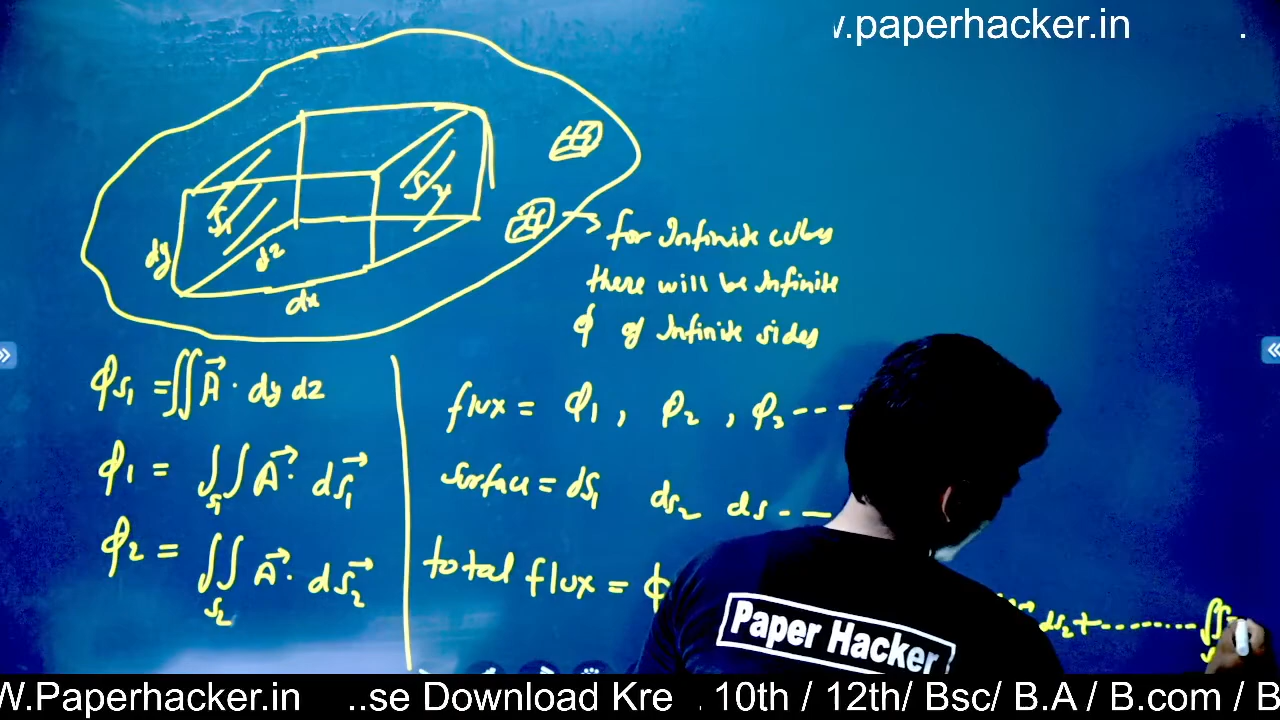 .paperhacker.in .
S1
S2
dy
dz
dx
→ for Infinite cubes
there will be Infinite
ϕ of Infinite sides
ϕS1 = ∬ A⃗ · dy dz
ϕ1 = ∬S1 A⃗ · dS⃗1
ϕ2 = ∬S2 A⃗ · dS⃗2
flux = ϕ1 , ϕ2 , ϕ3 ----
surface = dS1 dS2 dS ----
total flux = ϕ
dS2 + ......... ∬
Paper Hacker
W.Paperhacker.in ..se Download Kre . 10th / 12th/ Bsc/ B.A / B.com / B